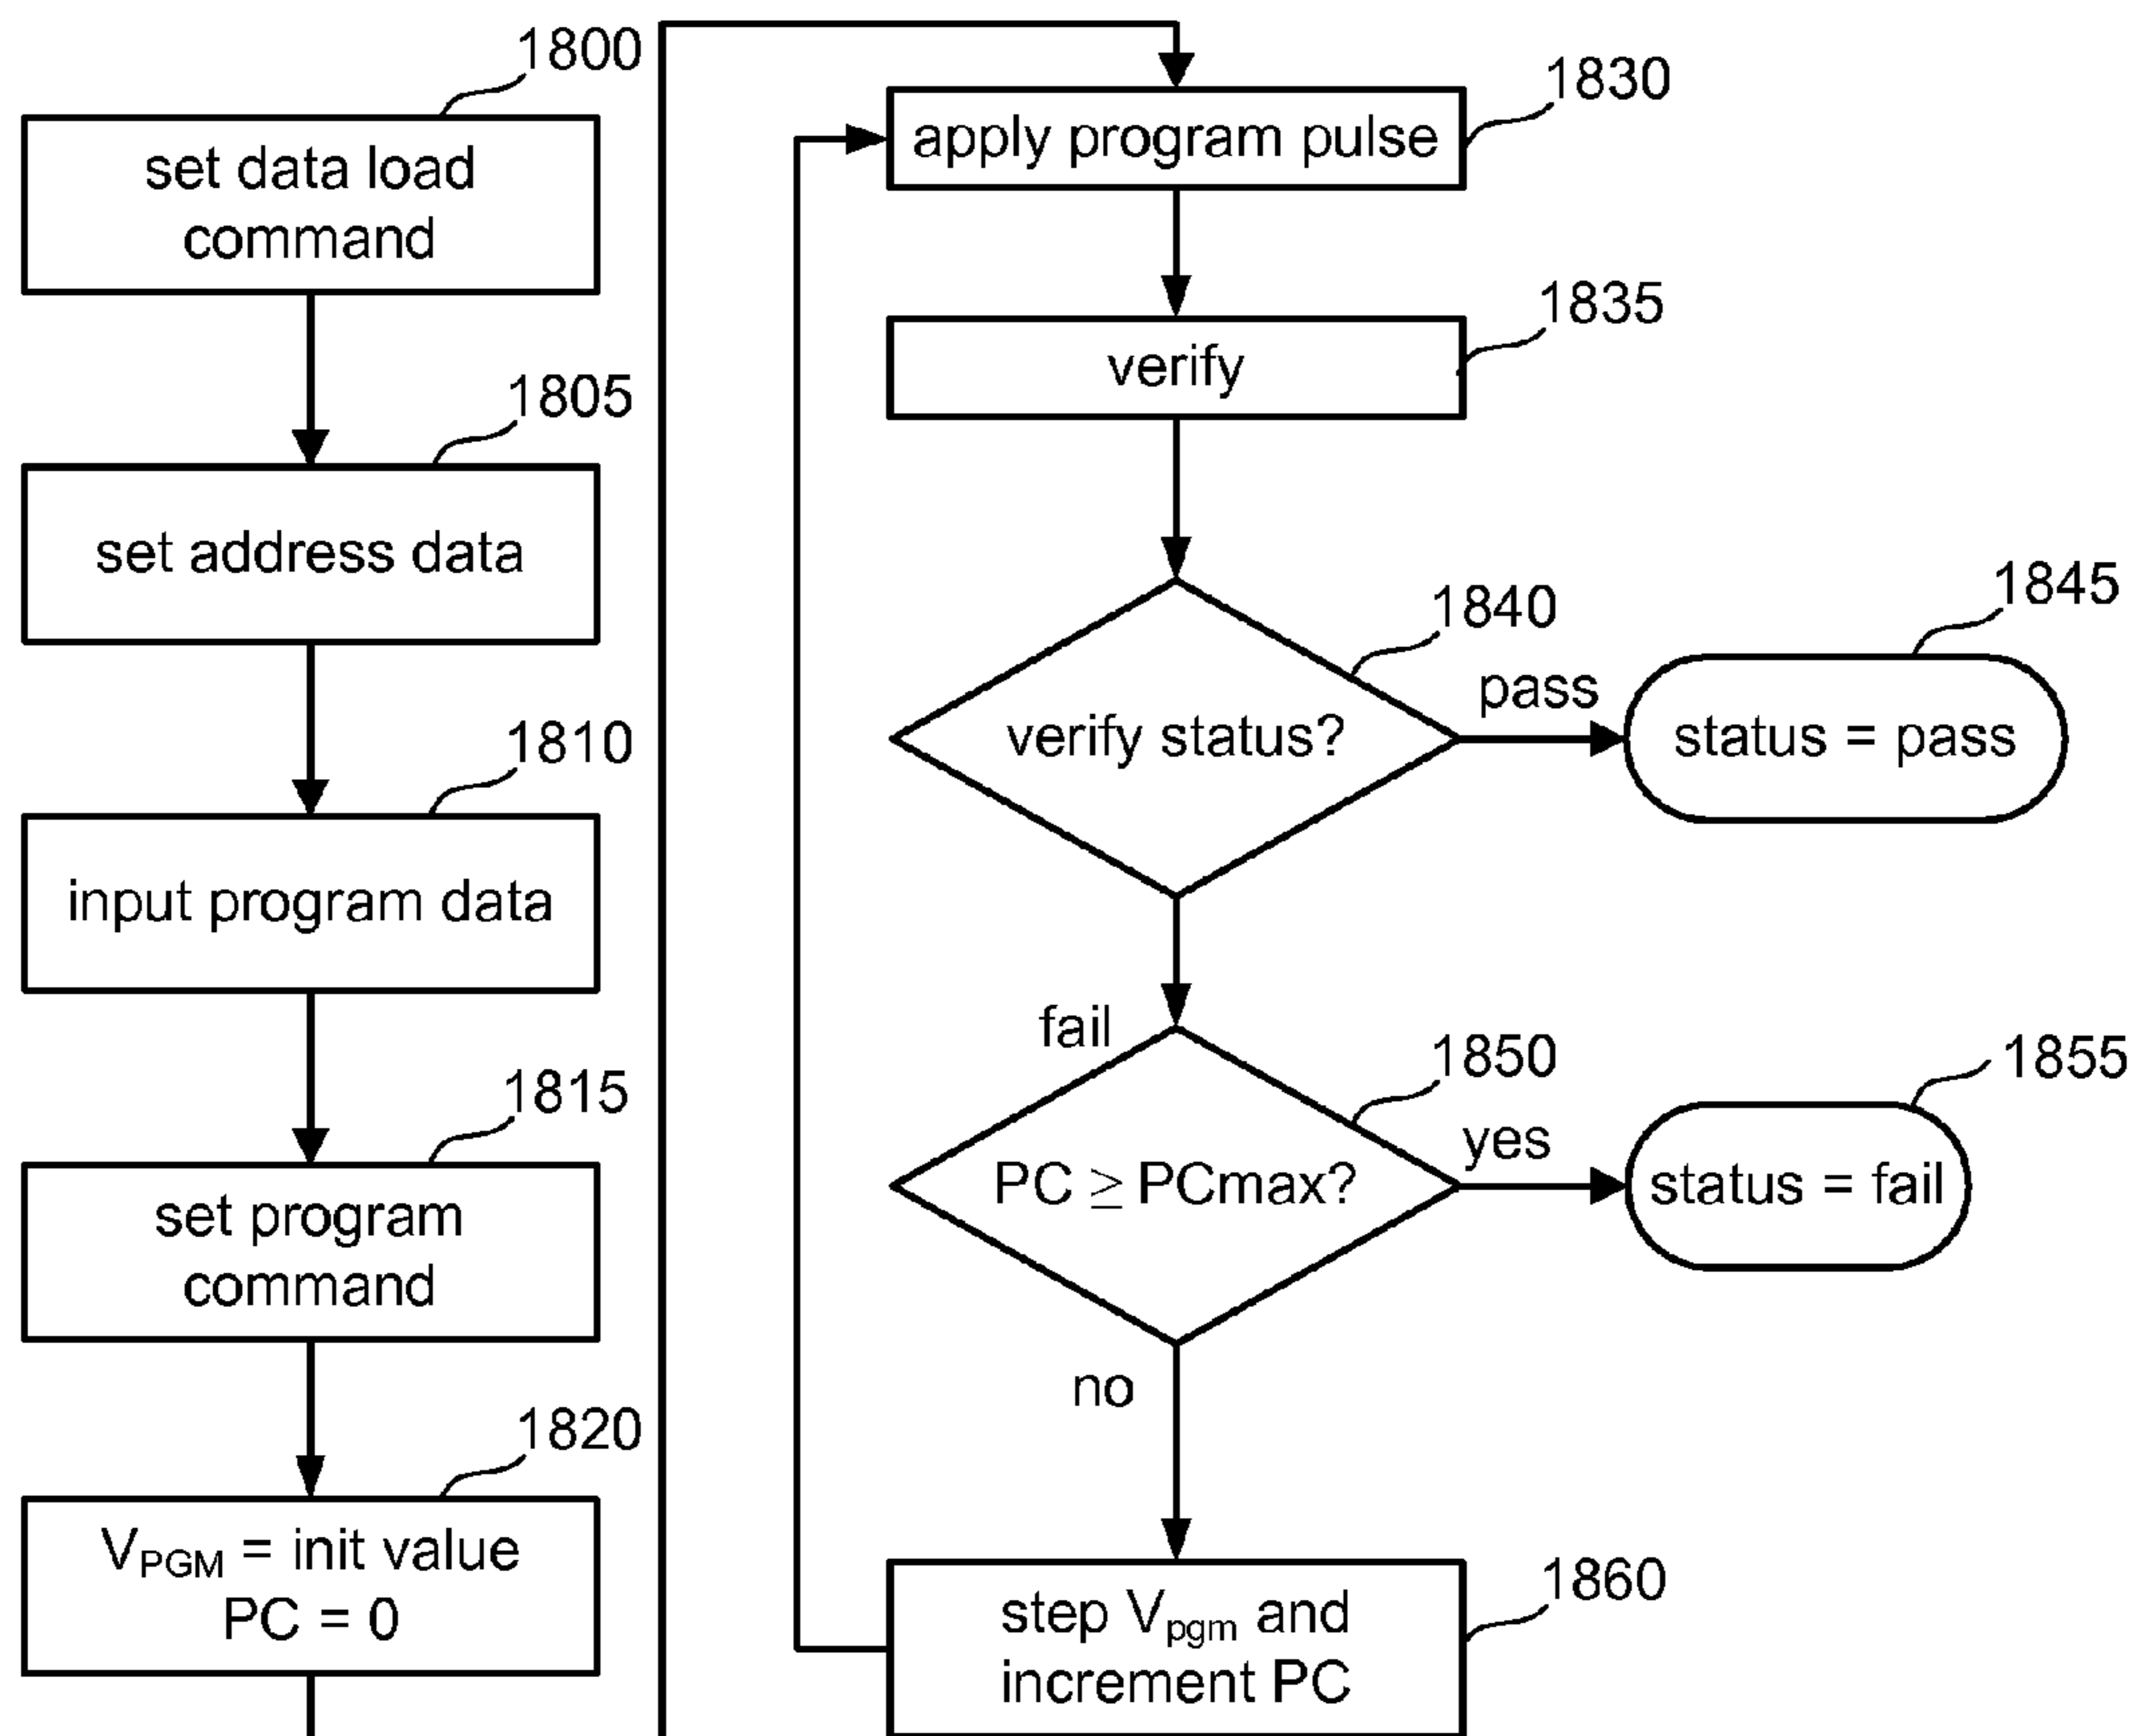 1800
set data load
command
1805
set address data
1810
input program data
1815
set program
command
1820
VPGM = init value
PC = 0
1830
apply program pulse
1835
verify
1840
verify status?
pass
1845
status = pass
fail
1850
PC ≥ PCmax?
yes
1855
status = fail
no
1860
step Vpgm and
increment PC